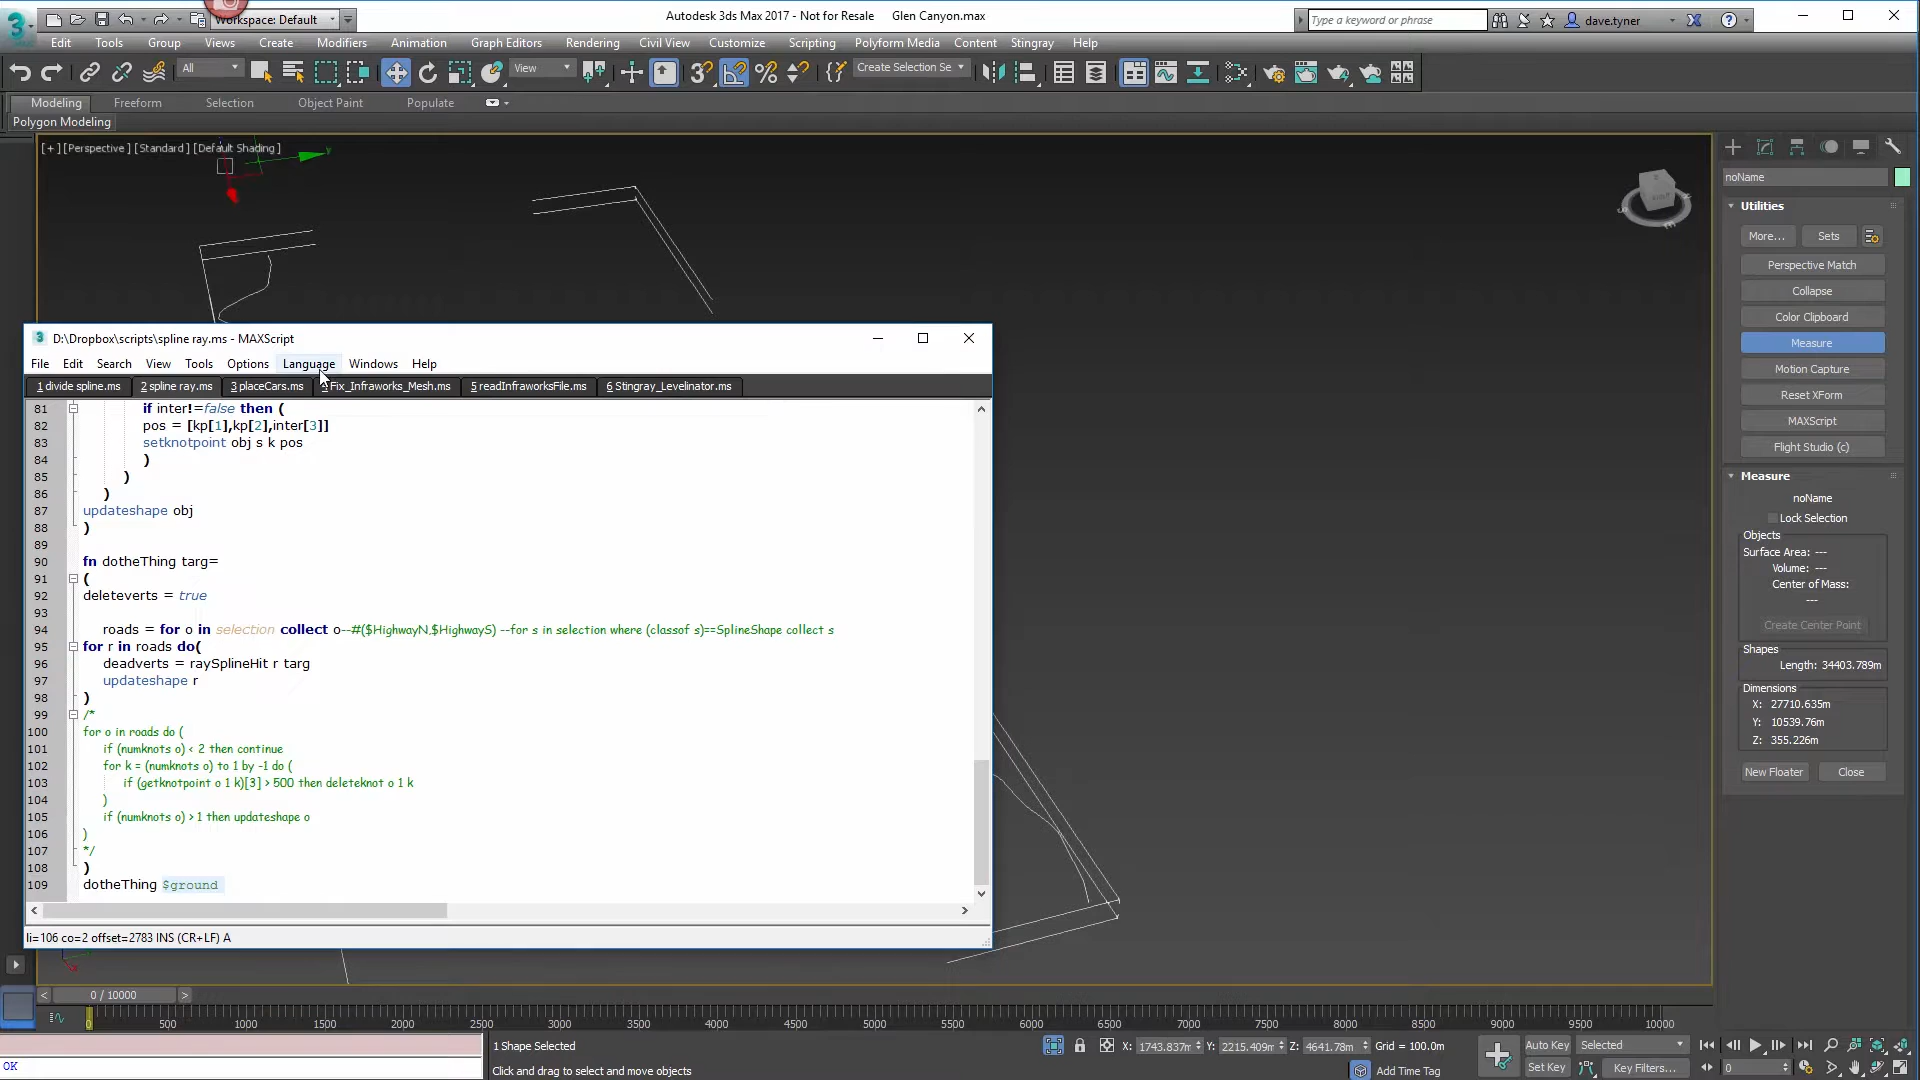 Workspace: Default
Autodesk 3ds Max 2017 - Not for Resale Glen Canyon.max
Type a keyword or phrase
dave.tyner
Edit Tools Group Views Create Modifiers Animation Graph Editors Rendering Civil View Customize Scripting Polyform Media Content Stingray Help
All
View
Create Selection Se
Modeling Freeform Selection Object Paint Populate
Polygon Modeling
[+] [Perspective] [Standard] [Default Shading]
y
noName
Utilities
More... Sets
Perspective Match
Collapse
Color Clipboard
Measure
Motion Capture
Reset XForm
MAXScript
Flight Studio (c)
Measure
noName
Lock Selection
Objects
Surface Area: ---
Volume: ---
Center of Mass:
---
Create Center Point
Shapes
Length: 34403.789m
Dimensions
X: 27710.635m
Y: 10539.76m
Z: 355.226m
New Floater Close
D:\Dropbox\scripts\spline ray.ms - MAXScript
File Edit Search View Tools Options Language Windows Help
1 divide spline.ms 2 spline ray.ms 3 placeCars.ms Fix_Infraworks_Mesh.ms 5 readInfraworksFile.ms 6 Stingray_Levelinator.ms
81 if inter!=false then (
82 pos = [kp[1],kp[2],inter[3]]
83 setknotpoint obj s k pos
84 )
85 )
86 )
87 updateshape obj
88 )
89
90 fn dotheThing targ=
91 (
92 deleteverts = true
93
94 roads = for o in selection collect o--#($HighwayN,$HighwayS) --for s in selection where (classof s)==SplineShape collect s
95 for r in roads do(
96 deadverts = raySplineHit r targ
97 updateshape r
98 )
99 /*
100 for o in roads do (
101 if (numknots o) < 2 then continue
102 for k = (numknots o) to 1 by -1 do (
103 if (getknotpoint o 1 k)[3] > 500 then deleteknot o 1 k
104 )
105 if (numknots o) > 1 then updateshape o
106 )
107 */
108 )
109 dotheThing $ground
li=106 co=2 offset=2783 INS (CR+LF) A
0 / 10000
0 500 1000 1500 2000 2500 3000 3500 4000 4500 5000 5500 6000 6500 7000 7500 8000 8500 9000 9500 10000
OK
1 Shape Selected
Click and drag to select and move objects
X: 1743.837m Y: 2215.409m Z: 4641.78m Grid = 100.0m
Add Time Tag
Auto Key Selected
Set Key Key Filters...
0